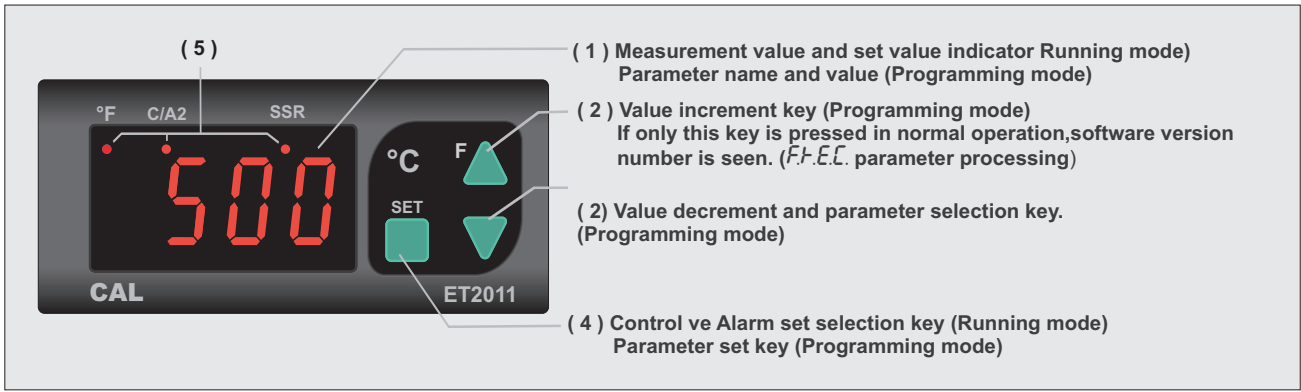 ( 5 )
( 1 ) Measurement value and set value indicator Running mode)
Parameter name and value (Programming mode)
°F C/A2 SSR
500
°C
F
SET
CAL
ET2011
( 2 ) Value increment key (Programming mode)
If only this key is pressed in normal operation,software version
number is seen. ( parameter processing)
( 2) Value decrement and parameter selection key.
(Programming mode)
( 4 ) Control ve Alarm set selection key (Running mode)
Parameter set key (Programming mode)